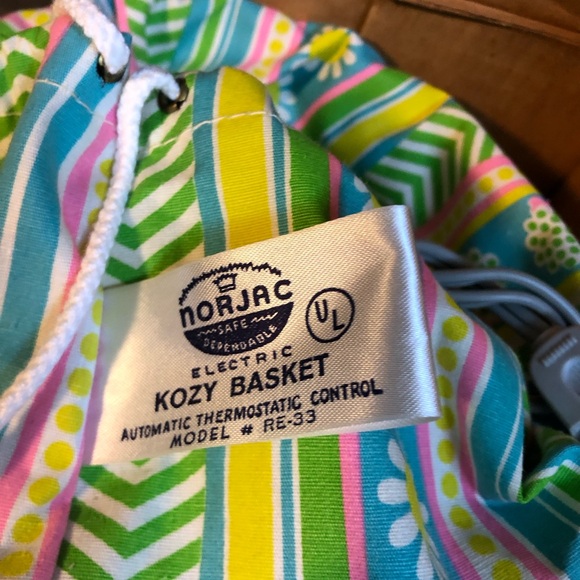 NORJAC
SAFE
DEPENDABLE
UL
ELECTRIC
KOZY BASKET
AUTOMATIC THERMOSTATIC CONTROL
MODEL # RE-33